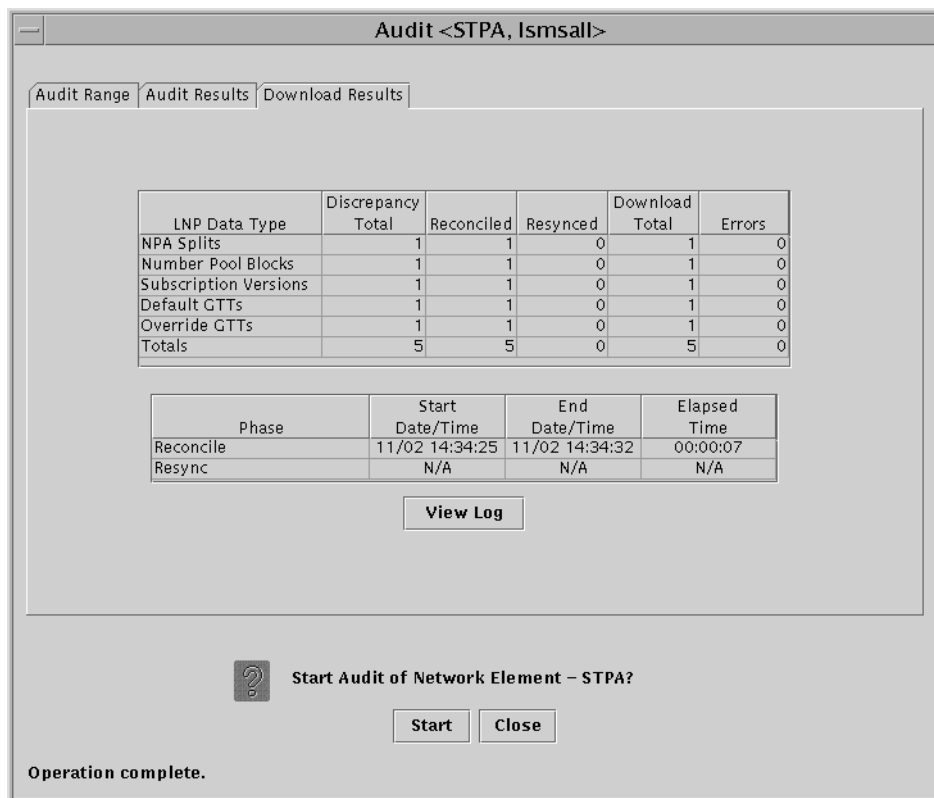 Audit <STPA, lsmsall>
Audit Range Audit Results Download Results
Discrepancy Download
LNP Data Type Total Reconciled Resynced Total Errors
NPA Splits 1 1 0 1 0
Number Pool Blocks 1 1 0 1 0
Subscription Versions 1 1 0 1 0
Default GTTs 1 1 0 1 0
Override GTTs 1 1 0 1 0
Totals 5 5 0 5 0
Start End Elapsed
Phase Date/Time Date/Time Time
Reconcile 11/02 14:34:25 11/02 14:34:32 00:00:07
Resync N/A N/A N/A
View Log
? Start Audit of Network Element – STPA?
Start Close
Operation complete.